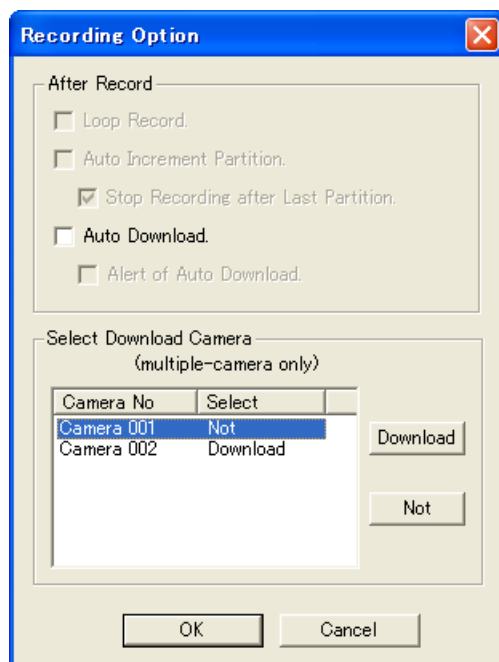 Recording Option
After Record
Loop Record.
Auto Increment Partition.
Stop Recording after Last Partition.
Auto Download.
Alert of Auto Download.
Select Download Camera
(multiple-camera only)
Camera No Select
Camera 001 Not
Camera 002 Download
Download
Not
OK Cancel